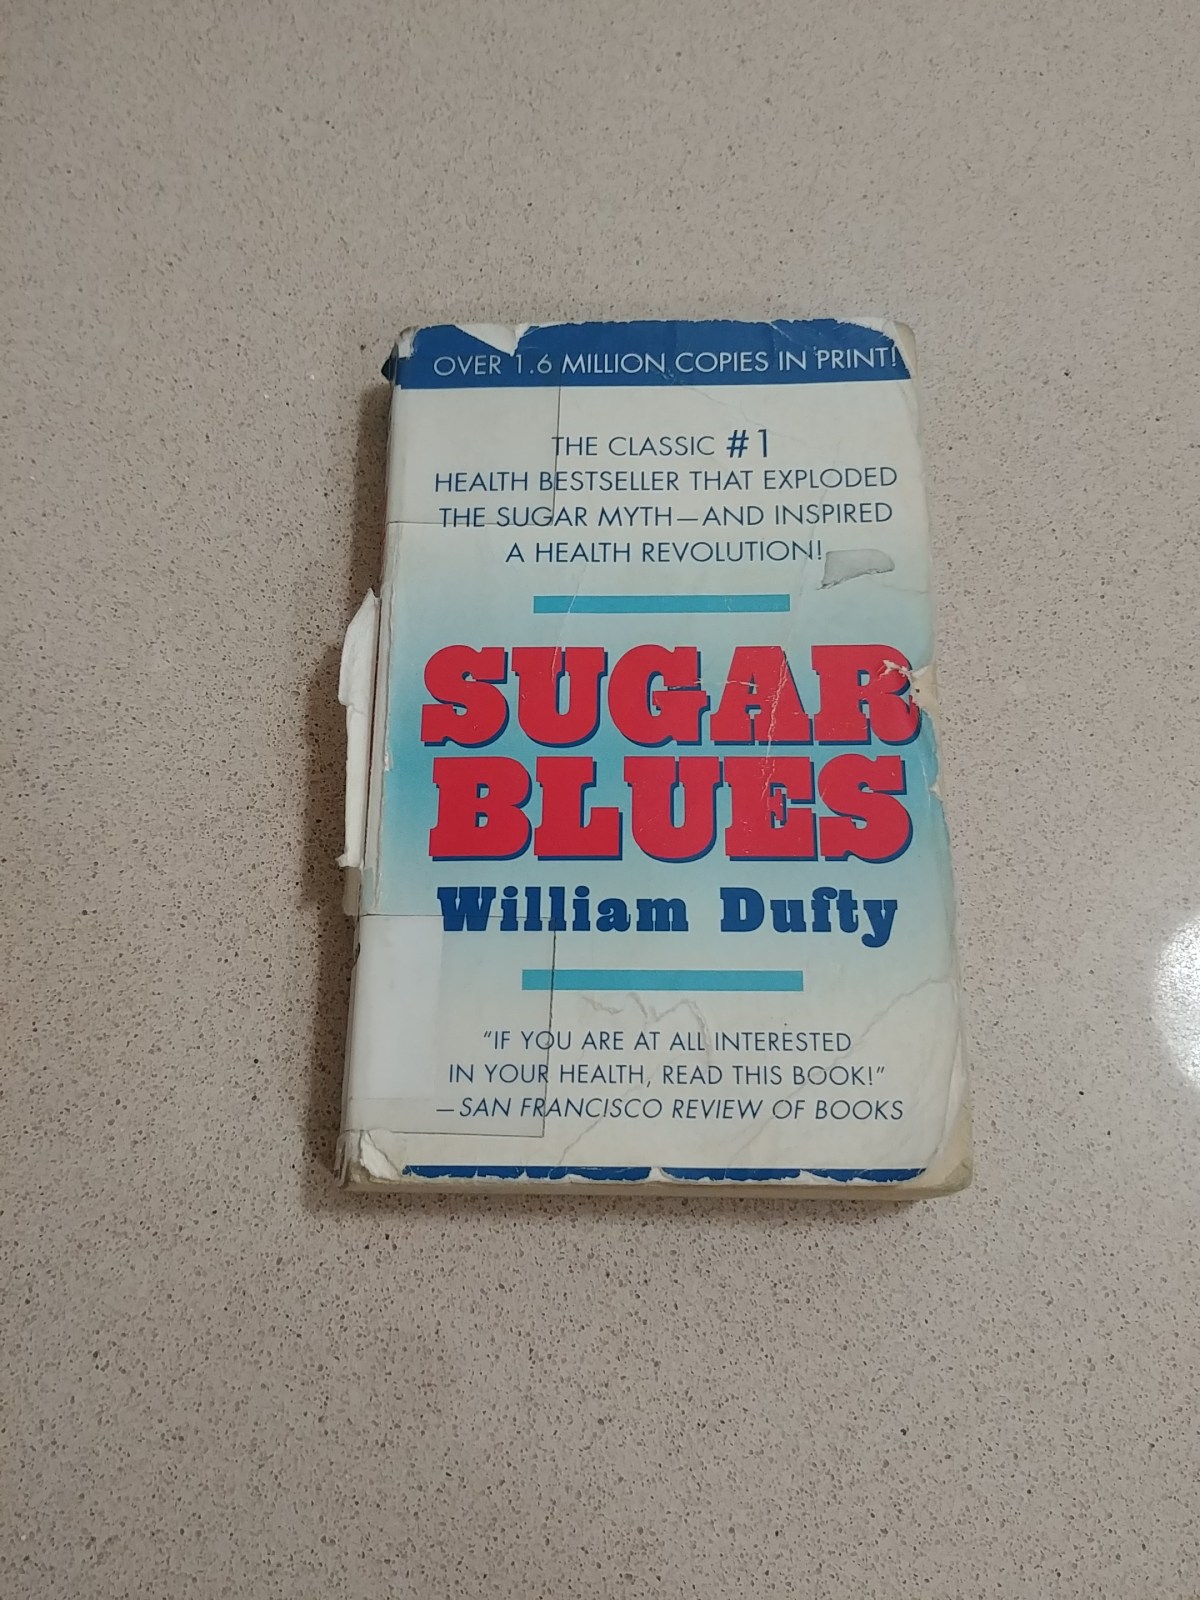 OVER 1.6 MILLION COPIES IN PRINT!
THE CLASSIC #1
HEALTH BESTSELLER THAT EXPLODED
THE SUGAR MYTH—AND INSPIRED
A HEALTH REVOLUTION!
SUGAR
BLUES
William Dufty
"IF YOU ARE AT ALL INTERESTED
IN YOUR HEALTH, READ THIS BOOK!"
—SAN FRANCISCO REVIEW OF BOOKS